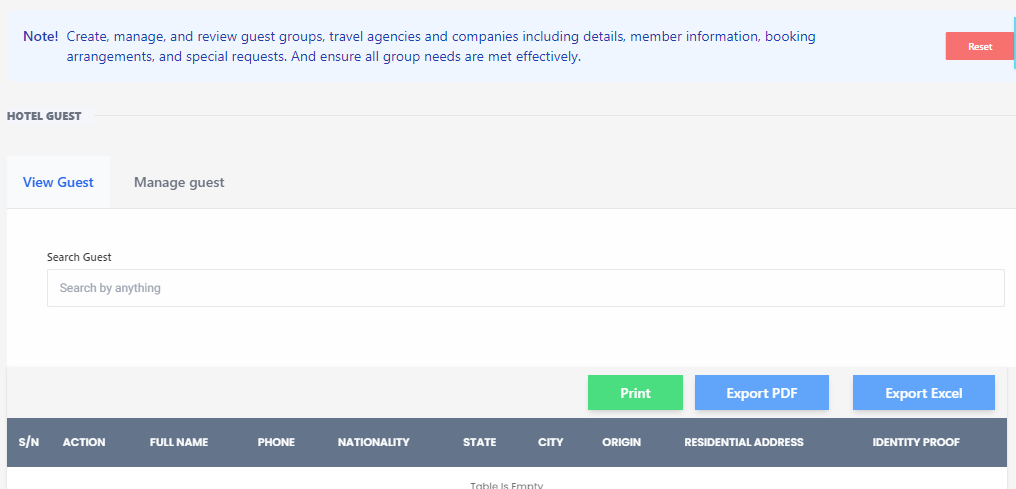 Note! Create, manage, and review guest groups, travel agencies and companies including details, member information, booking
arrangements, and special requests. And ensure all group needs are met effectively.
Reset
HOTEL GUEST
View Guest Manage guest
Search Guest
Search by anything
Print Export PDF Export Excel
S/N ACTION FULL NAME PHONE NATIONALITY STATE CITY ORIGIN RESIDENTIAL ADDRESS IDENTITY PROOF
Table Is Empty